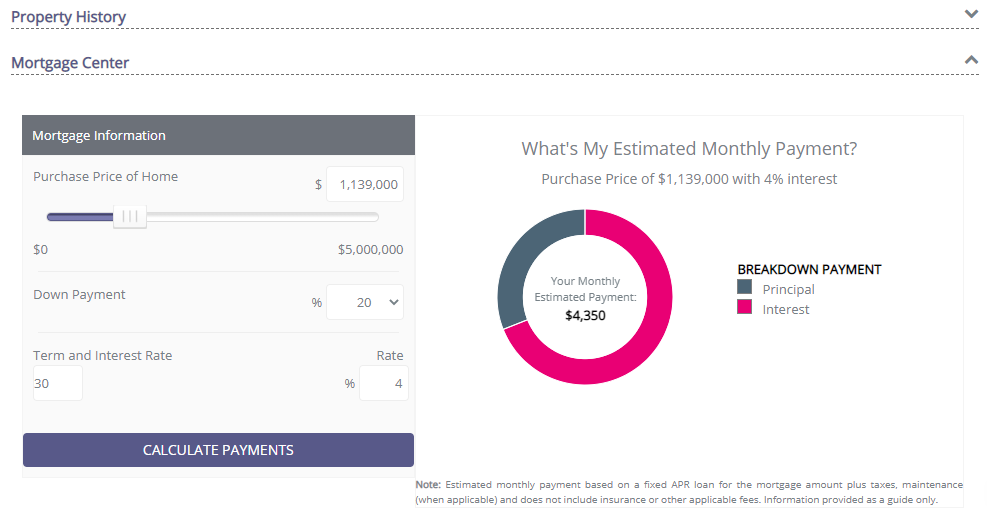 Property History
Mortgage Center
Mortgage Information
Purchase Price of Home
$ 1,139,000
$0 $5,000,000
Down Payment
% 20
Term and Interest Rate Rate
30 % 4
CALCULATE PAYMENTS
What's My Estimated Monthly Payment?
Purchase Price of $1,139,000 with 4% interest
Your Monthly
Estimated Payment:
$4,350
BREAKDOWN PAYMENT
Principal
Interest
Note: Estimated monthly payment based on a fixed APR loan for the mortgage amount plus taxes, maintenance
(when applicable) and does not include insurance or other applicable fees. Information provided as a guide only.